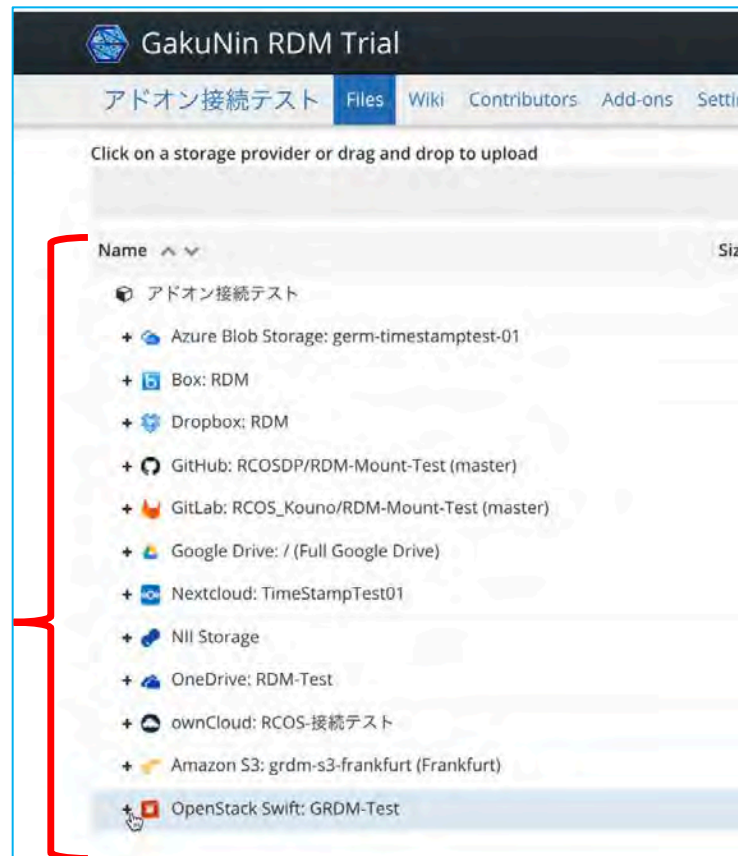 GakuNin RDM Trial
アドオン接続テスト Files Wiki Contributors Add-ons
Click on a storage provider or drag and drop to upload
Name
アドオン接続テスト
+ Azure Blob Storage: germ-timestamptest-01
+ Box: RDM
+ Dropbox: RDM
+ GitHub: RCOSDP/RDM-Mount-Test (master)
+ GitLab: RCOS_Kouno/RDM-Mount-Test (master)
+ Google Drive: / (Full Google Drive)
+ Nextcloud: TimeStampTest01
+ NII Storage
+ OneDrive: RDM-Test
+ ownCloud: RCOS-接続テスト
+ Amazon S3: grdm-s3-frankfurt (Frankfurt)
+ OpenStack Swift: GRDM-Test